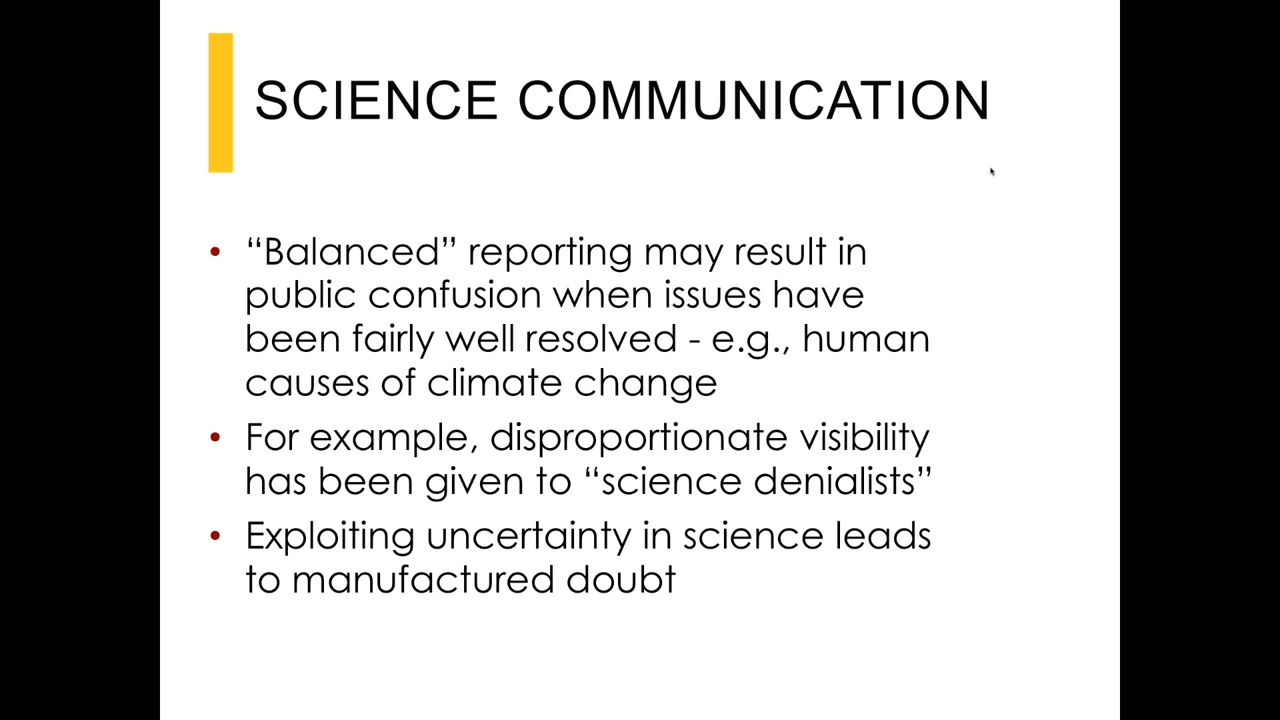 SCIENCE COMMUNICATION
• “Balanced” reporting may result in
public confusion when issues have
been fairly well resolved - e.g., human
causes of climate change
• For example, disproportionate visibility
has been given to “science denialists”
• Exploiting uncertainty in science leads
to manufactured doubt